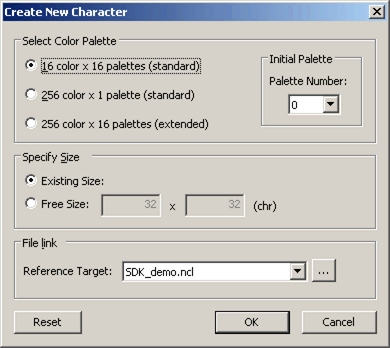 Create New Character
Select Color Palette
16 color x 16 palettes (standard)
256 color x 1 palette (standard)
256 color x 16 palettes (extended)
Initial Palette
Palette Number:
0
Specify Size
Existing Size:
Free Size: 32 x 32 (chr)
File link
Reference Target: SDK_demo.ncl ...
Reset OK Cancel